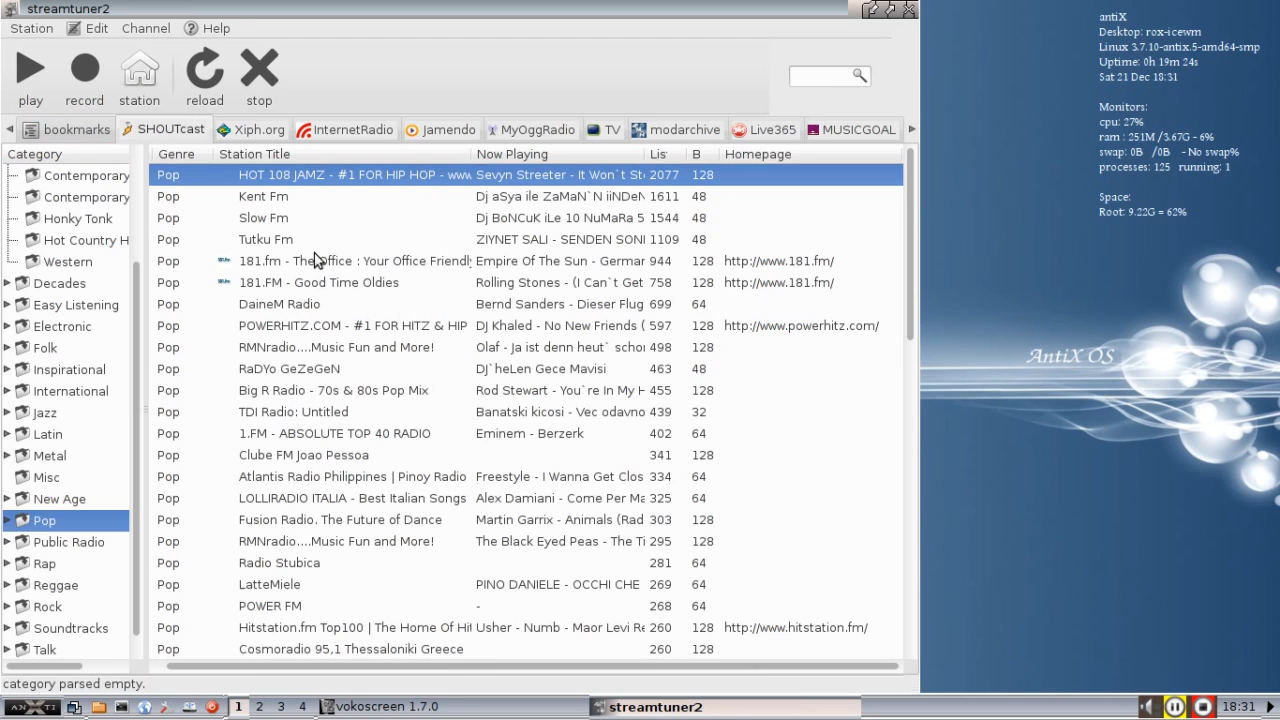 streamtuner2
Station Edit Channel Help
play record station reload stop
bookmarks SHOUTcast Xiph.org InternetRadio Jamendo MyOggRadio TV modarchive Live365 MUSICGOAL
Category
Contemporary
Contemporary
Honky Tonk
Hot Country H
Western
Decades
Easy Listening
Electronic
Folk
Inspirational
International
Jazz
Latin
Metal
Misc
New Age
Pop
Public Radio
Rap
Reggae
Rock
Soundtracks
Talk
Genre Station Title Now Playing Lis B Homepage
Pop HOT 108 JAMZ - #1 FOR HIP HOP - www Sevyn Streeter - It Won`t St 2077 128
Pop Kent Fm Dj aSya ile ZaMaN`N iiNDeN 1611 48
Pop Slow Fm Dj BoNCuK iLe 10 NuMaRa 5 1544 48
Pop Tutku Fm ZIYNET SALI - SENDEN SON 1109 48
Pop 181.fm - The Office : Your Office Friendly Empire Of The Sun - German 944 128 http://www.181.fm/
Pop 181.FM - Good Time Oldies Rolling Stones - (I Can`t Get 758 128 http://www.181.fm/
Pop DaineM Radio Bernd Sanders - Dieser Flug 699 64
Pop POWERHITZ.COM - #1 FOR HITZ & HIP DJ Khaled - No New Friends ( 597 128 http://www.powerhitz.com/
Pop RMNradio....Music Fun and More! Olaf - Ja ist denn heut` scho 498 128
Pop RaDYo GeZeGeN DJ`heLen Gece Mavisi 463 48
Pop Big R Radio - 70s & 80s Pop Mix Rod Stewart - You`re In My H 455 128
Pop TDI Radio: Untitled Banatski kicosi - Vec odavno 439 32
Pop 1.FM - ABSOLUTE TOP 40 RADIO Eminem - Berzerk 402 64
Pop Clube FM Joao Pessoa 341 128
Pop Atlantis Radio Philippines | Pinoy Radio Freestyle - I Wanna Get Clos 334 64
Pop LOLLIRADIO ITALIA - Best Italian Songs Alex Damiani - Come Per Ma 325 64
Pop Fusion Radio. The Future of Dance Martin Garrix - Animals (Rad 303 128
Pop RMNradio....Music Fun and More! The Black Eyed Peas - The Ti 295 128
Pop Radio Stubica 281 64
Pop LatteMiele PINO DANIELE - OCCHI CHE 269 64
Pop POWER FM - 268 64
Pop Hitstation.fm Top100 | The Home Of Hit Usher - Numb - Maor Levi Re 260 128 http://www.hitstation.fm/
Pop Cosmoradio 95,1 Thessaloniki Greece 260 128
category parsed empty.
antiX
Desktop: rox-icewm
Linux 3.7.10-antix.5-amd64-smp
Uptime: 0h 19m 24s
Sat 21 Dec 18:31
Monitors:
cpu: 27%
ram : 251M /3.67G - 6%
swap: 0B /0B - No swap%
processes: 125 running: 1
Space:
Root: 9.22G = 62%
AntiX OS
1 2 3 4 vokoscreen 1.7.0 streamtuner2 18:31